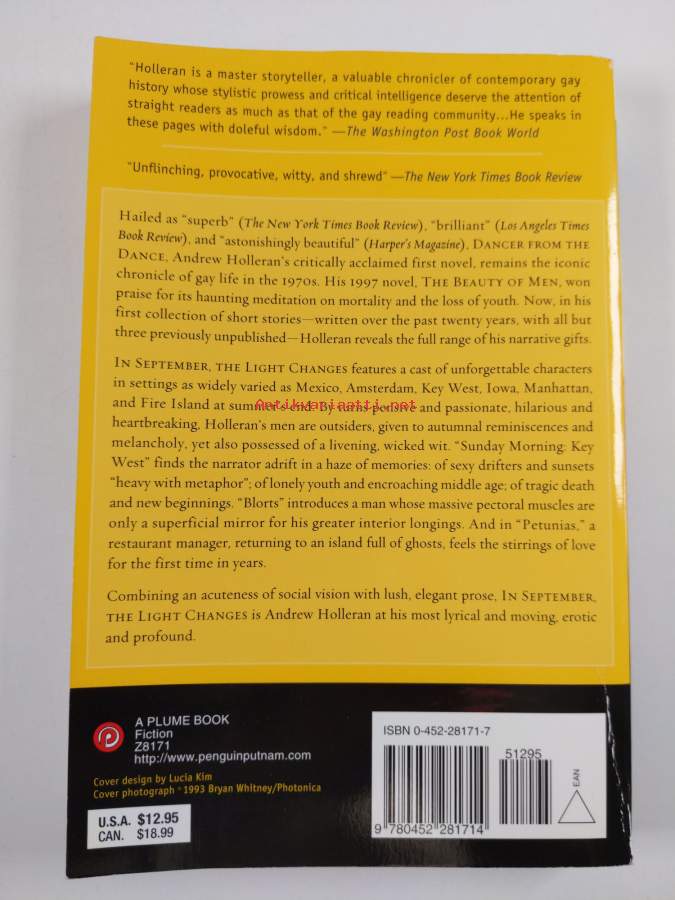 "Holleran is a master storyteller, a valuable chronicler of contemporary gay
history whose stylistic prowess and critical intelligence deserve the attention of
straight readers as much as that of the gay reading community...He speaks in
these pages with doleful wisdom." —The Washington Post Book World
"Unflinching, provocative, witty, and shrewd" —The New York Times Book Review
Hailed as "superb" (The New York Times Book Review), "brilliant" (Los Angeles Times
Book Review), and "astonishingly beautiful" (Harper's Magazine), DANCER FROM THE
DANCE, Andrew Holleran's critically acclaimed first novel, remains the iconic
chronicle of gay life in the 1970s. His 1997 novel, THE BEAUTY OF MEN, won
praise for its haunting meditation on mortality and the loss of youth. Now, in his
first collection of short stories—written over the past twenty years, with all but
three previously unpublished—Holleran reveals the full range of his narrative gifts.
IN SEPTEMBER, THE LIGHT CHANGES features a cast of unforgettable characters
in settings as widely varied as Mexico, Amsterdam, Key West, Iowa, Manhattan,
and Fire Island at summer's end. By turns pensive and passionate, hilarious and
Antikvariaatti.net
heartbreaking, Holleran's men are outsiders, given to autumnal reminiscences and
melancholy, yet also possessed of a livening, wicked wit. "Sunday Morning: Key
West" finds the narrator adrift in a haze of memories: of sexy drifters and sunsets
"heavy with metaphor"; of lonely youth and encroaching middle age; of tragic death
and new beginnings. "Blorts" introduces a man whose massive pectoral muscles are
only a superficial mirror for his greater interior longings. And in "Petunias," a
restaurant manager, returning to an island full of ghosts, feels the stirrings of love
for the first time in years.
Combining an acuteness of social vision with lush, elegant prose, IN SEPTEMBER,
THE LIGHT CHANGES is Andrew Holleran at his most lyrical and moving, erotic
and profound.
A PLUME BOOK
Fiction
Z8171
http://www.penguinputnam.com
Cover design by Lucia Kim
Cover photograph © 1993 Bryan Whitney/Photonica
U.S.A. $12.95
CAN. $18.99
ISBN 0-452-28171-7
51295
EAN
9 780452 281714